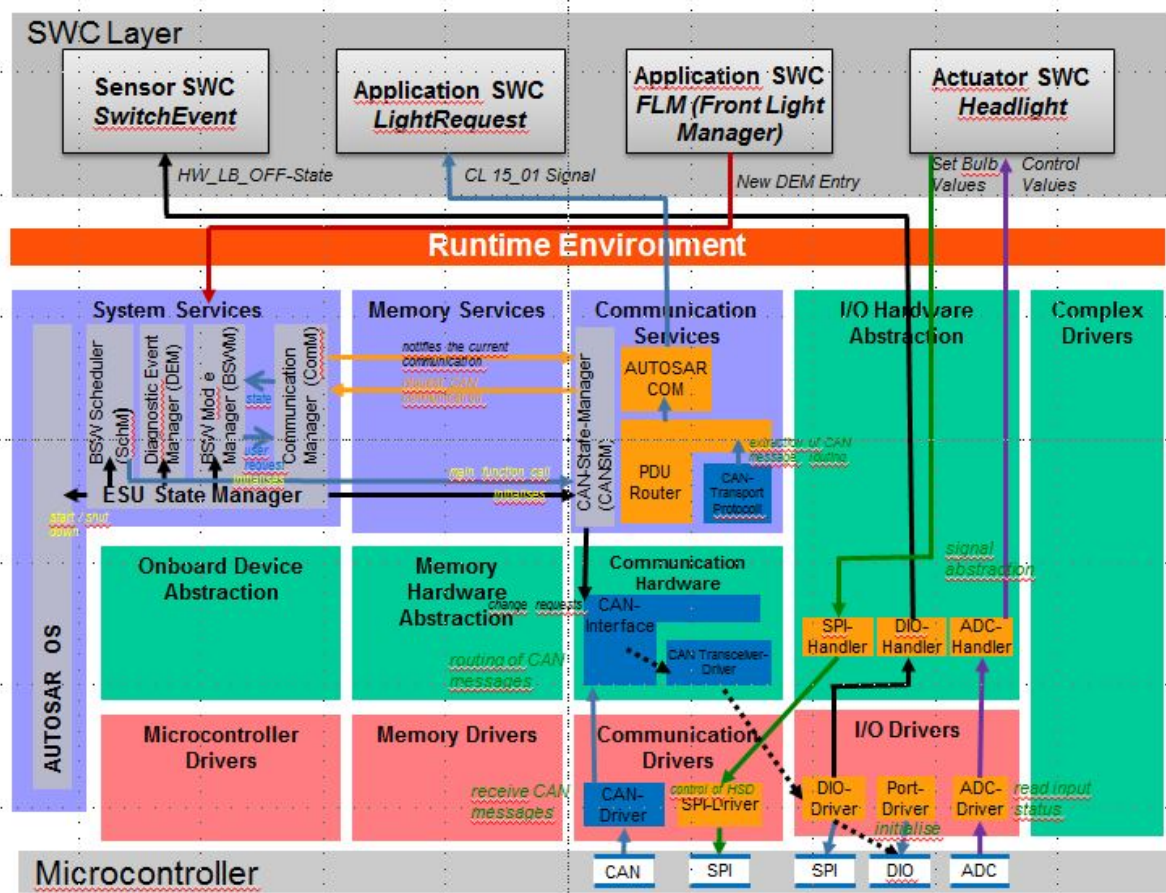 SWC Layer
Sensor SWC
SwitchEvent
Application SWC
LightRequest
Application SWC
FLM (Front Light
Manager)
Actuator SWC
Headlight
HW_LB_OFF-State
CL 15_01 Signal
New DEM Entry
Set Bulb
Values
Control
Values
Runtime Environment
System Services
BSW Scheduler
(SchM)
Diagnostic Event
Manager (DEM)
BSW Mod e
Manager (BSWM)
Communication
Manager (ComM)
state
user
request
initialises
ESU State Manager
start / shut
down
AUTOSAR OS
Memory Services
notifies the current
communication
communication
main function call
initialises
Communication
Services
CAN-State-Manager
(CANSM)
AUTOSAR
COM
PDU
Router
extraction of CAN
message, routing
CAN-
Transport
Protocoll
I/O Hardware
Abstraction
signal
abstraction
SPI-
Handler
DIO-
Handler
ADC-
Handler
Complex
Drivers
Onboard Device
Abstraction
Memory
Hardware
Abstraction
change requests
routing of CAN
messages
Communication
Hardware
CAN-
Interface
CAN Transceiver-
Driver
Microcontroller
Drivers
Memory Drivers
receive CAN
messages
Communication
Drivers
CAN-
Driver
control of HSD
SPI-Driver
I/O Drivers
DIO-
Driver
Port-
Driver
initialise
ADC-
Driver
read input
status
Microcontroller
CAN
SPI
SPI
DIO
ADC